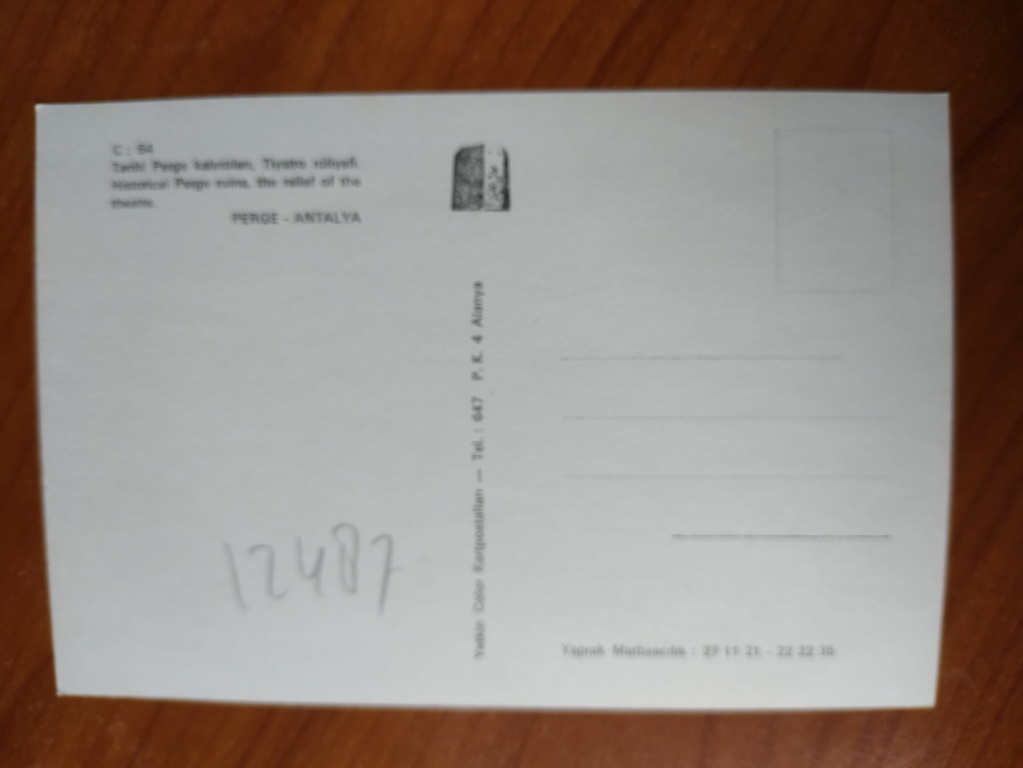 C : 84
Tarihi Perge kalıntıları, Tiyatro rölyefi.
Historical Perge ruins, the relief of the
theatre.
PERGE - ANTALYA
Yetkin Color Kartpostalları — Tel. : 647 P. K. 4 Alanya
12487
Yaprak Matbaacılık : 27 11 21 - 22 22